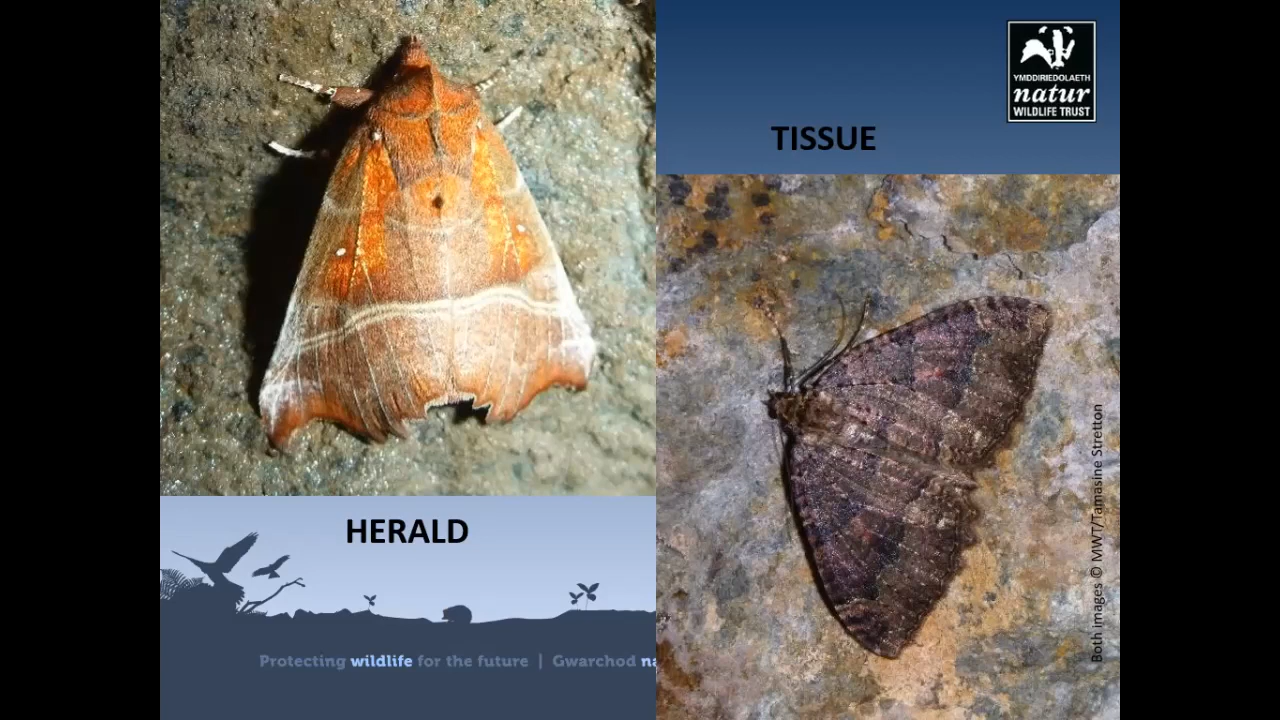 YMDDIRIEDOLAETH
natur
WILDLIFE TRUST
TISSUE
HERALD
Protecting wildlife for the future | Gwarchod
Both images © MWT/Tamasine Stretton